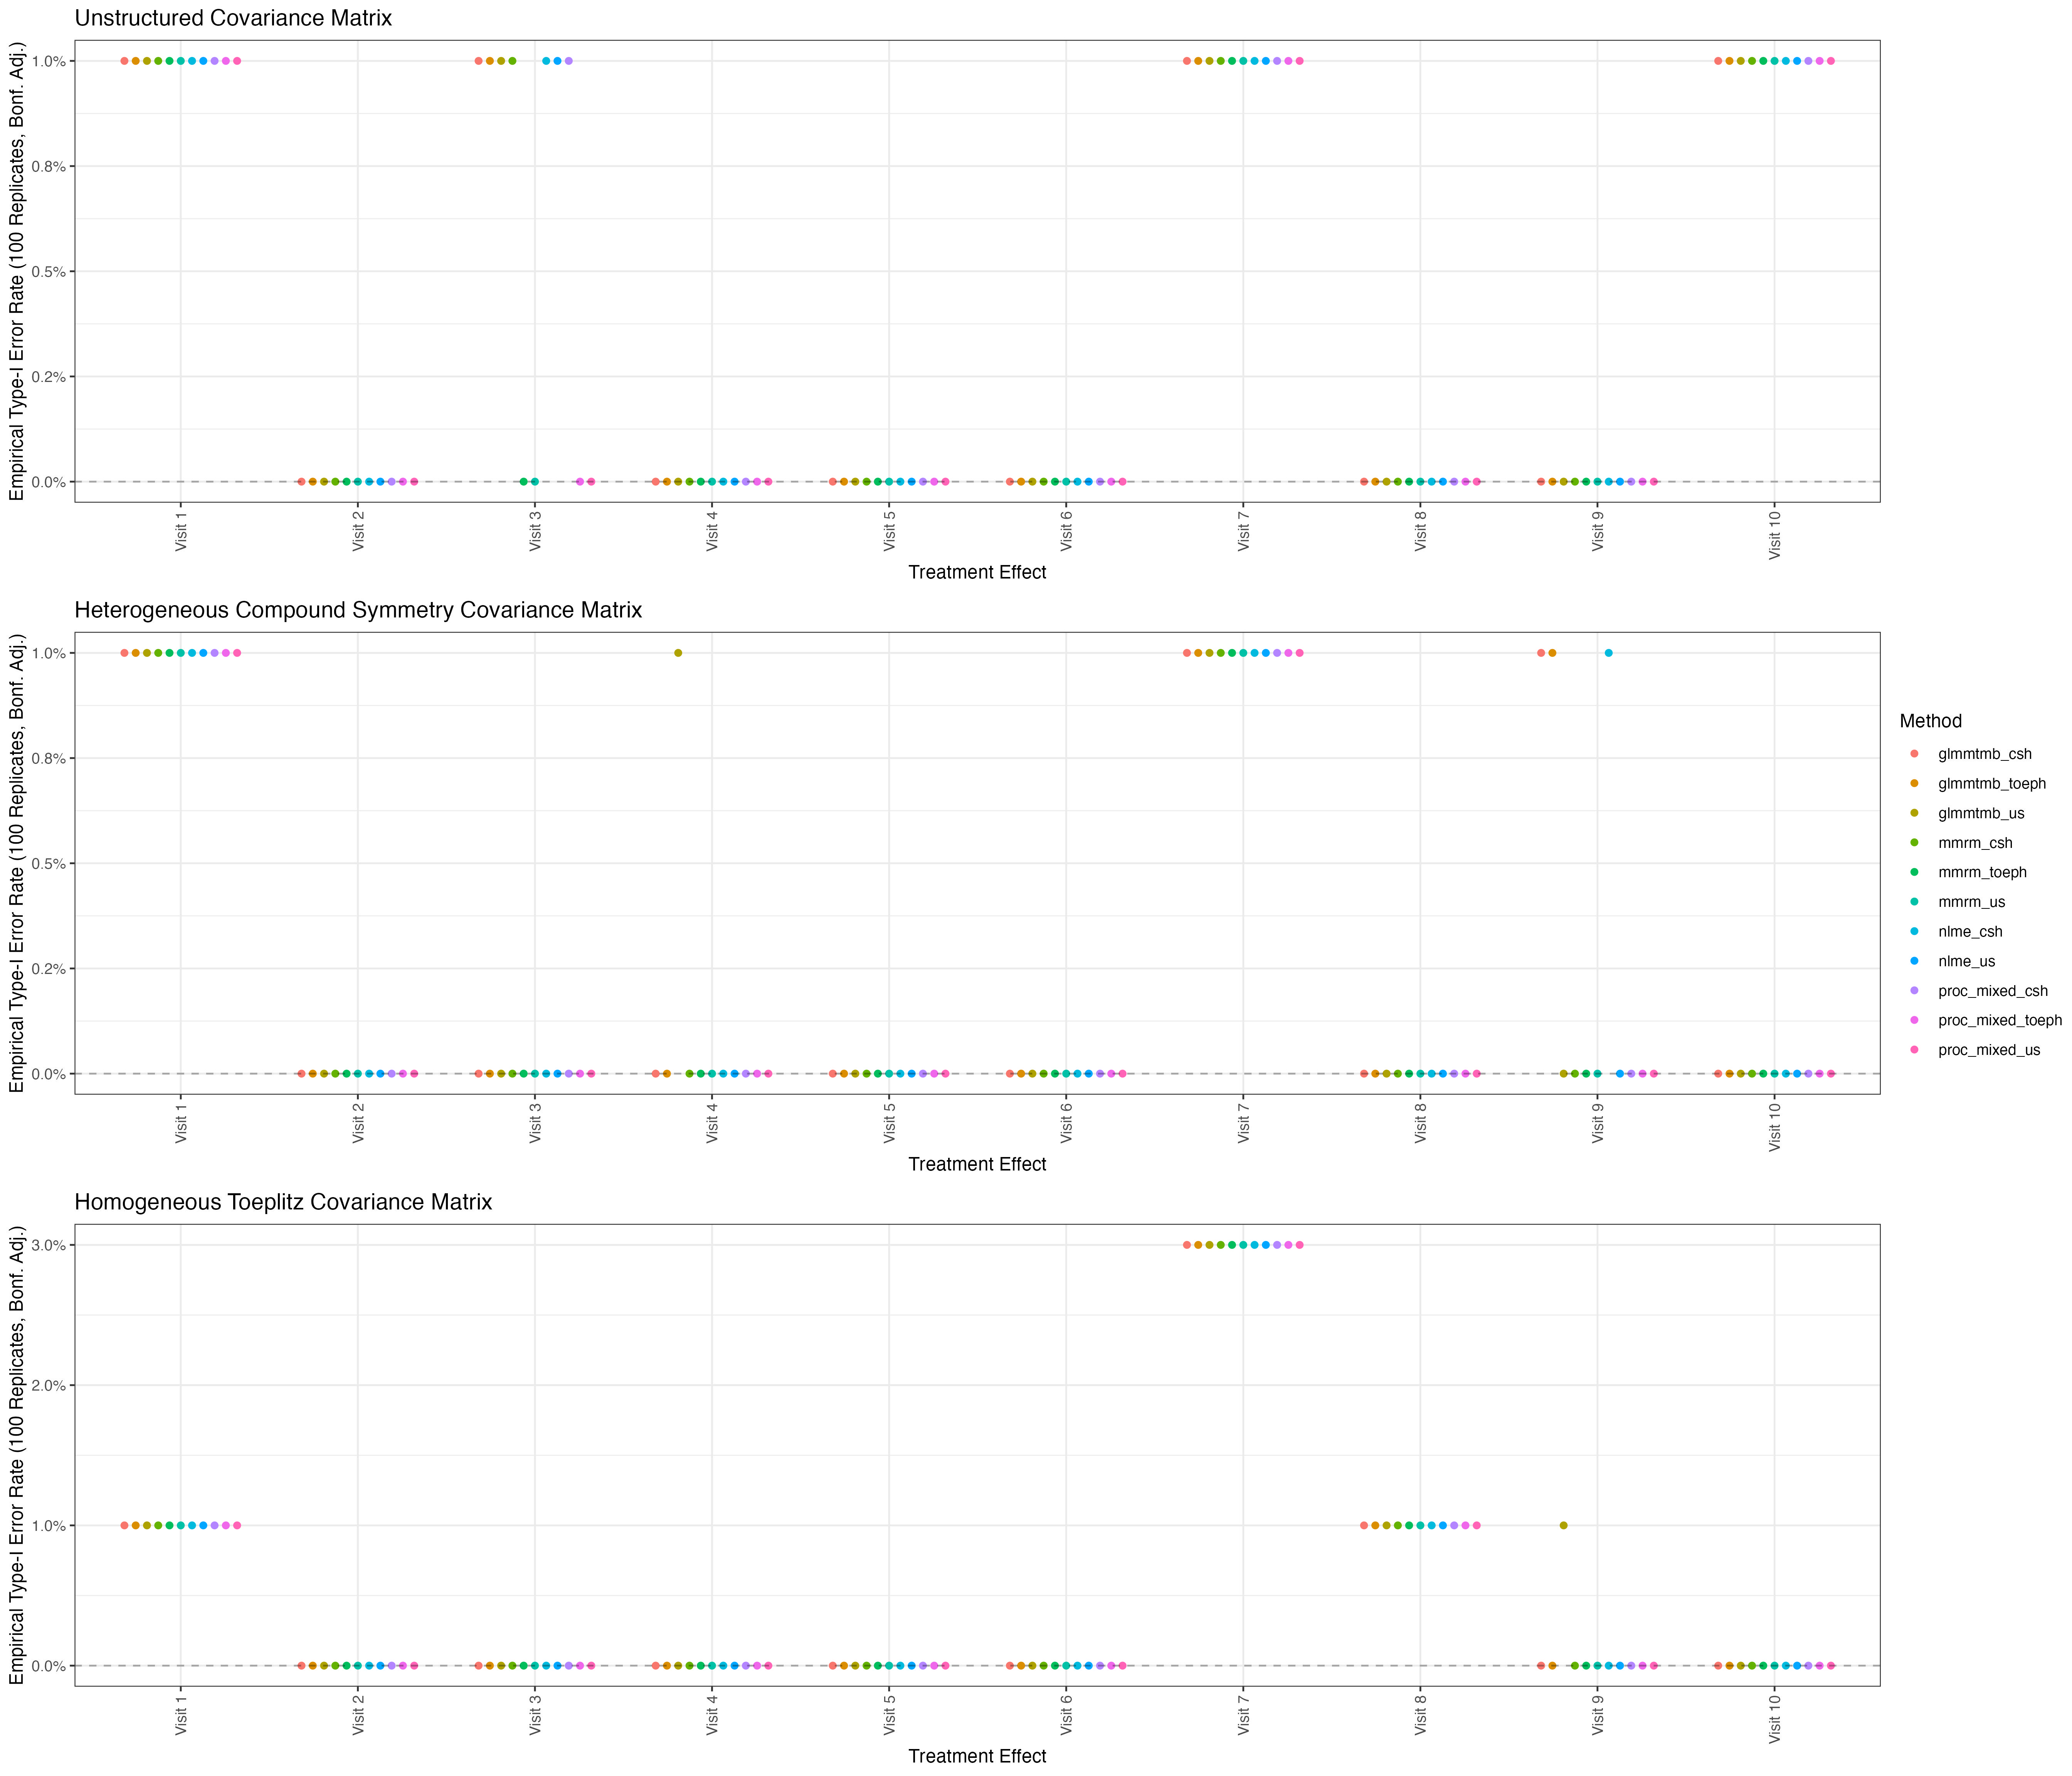 Unstructured Covariance Matrix
Empirical Type-I Error Rate (100 Replicates, Bonf. Adj.)
1.0%
0.8%
0.5%
0.2%
0.0%
Visit 1
Visit 2
Visit 3
Visit 4
Visit 5
Visit 6
Visit 7
Visit 8
Visit 9
Visit 10
Treatment Effect
Heterogeneous Compound Symmetry Covariance Matrix
Empirical Type-I Error Rate (100 Replicates, Bonf. Adj.)
1.0%
0.8%
0.5%
0.2%
0.0%
Visit 1
Visit 2
Visit 3
Visit 4
Visit 5
Visit 6
Visit 7
Visit 8
Visit 9
Visit 10
Treatment Effect
Method
glmmtmb_csh
glmmtmb_toeph
glmmtmb_us
mmrm_csh
mmrm_toeph
mmrm_us
nlme_csh
nlme_us
proc_mixed_csh
proc_mixed_toeph
proc_mixed_us
Homogeneous Toeplitz Covariance Matrix
Empirical Type-I Error Rate (100 Replicates, Bonf. Adj.)
3.0%
2.0%
1.0%
0.0%
Visit 1
Visit 2
Visit 3
Visit 4
Visit 5
Visit 6
Visit 7
Visit 8
Visit 9
Visit 10
Treatment Effect